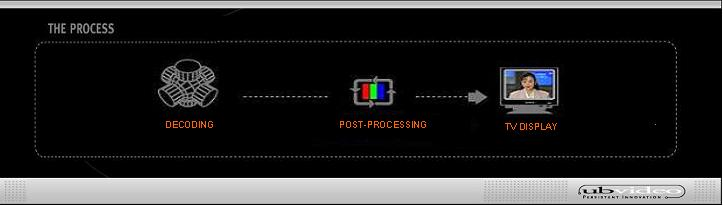 THE PROCESS
DECODING
POST-PROCESSING
TV DISPLAY
ubvideo
PERSISTENT INNOVATION